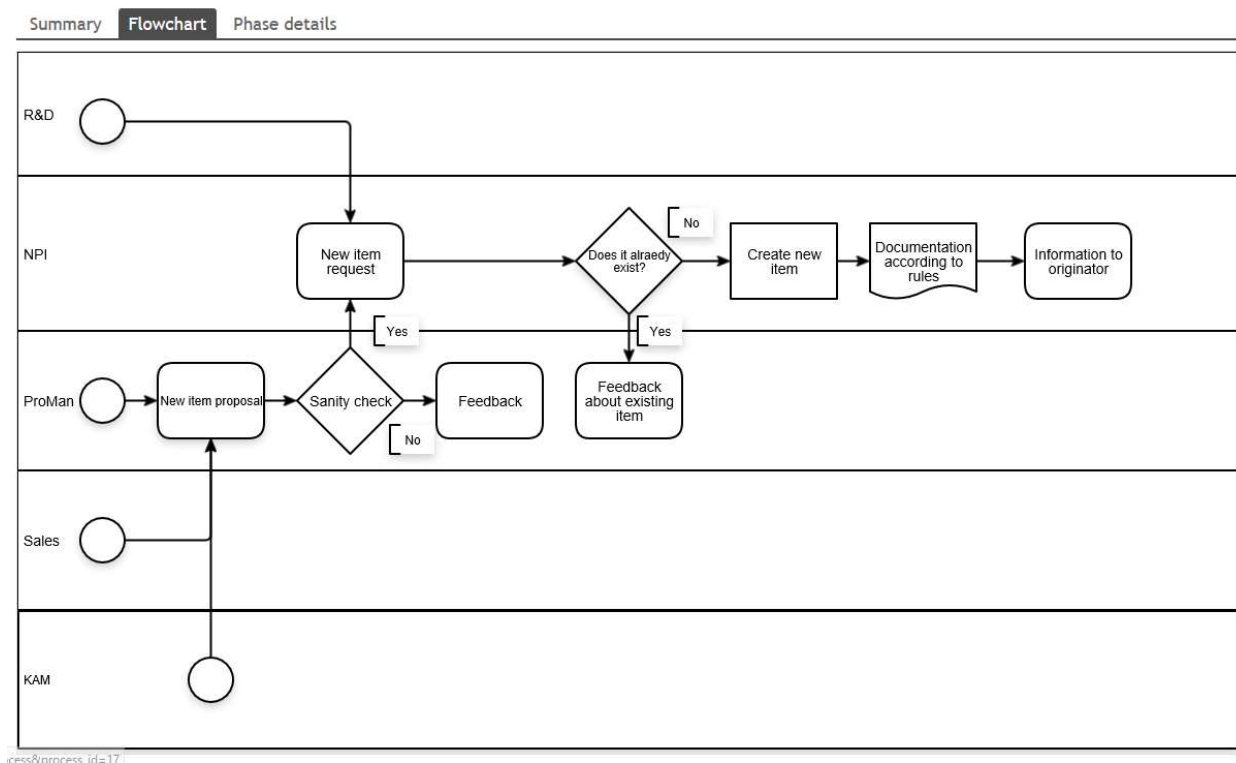 Summary
Flowchart
Phase details
R&D
NPI
New item
request
Does it alraedy
exist?
No
Create new
item
Documentation
according to
rules
Information to
originator
Yes
Yes
ProMan
New item proposal
Sanity check
Feedback
Feedback
about existing
item
No
Sales
KAM
cess&process_id=17